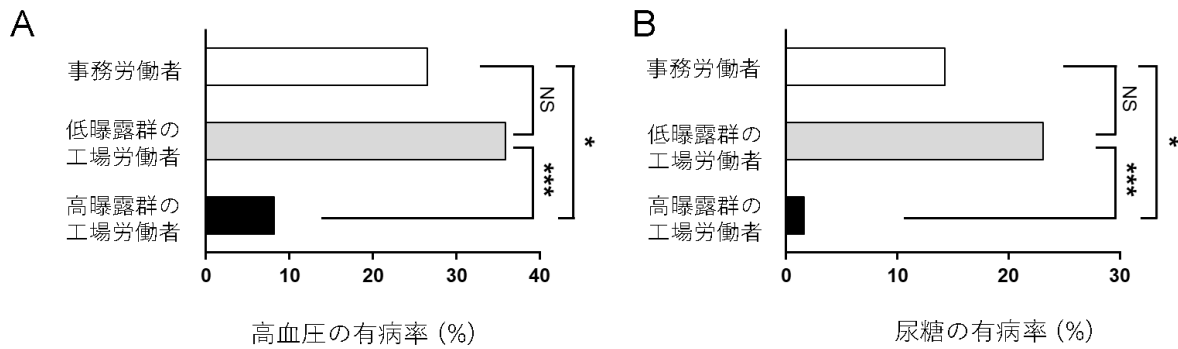 A
事務労働者
低曝露群の
工場労働者
高曝露群の
工場労働者
NS
***
*
0 10 20 30 40
高血圧の有病率 (%)
B
事務労働者
低曝露群の
工場労働者
高曝露群の
工場労働者
NS
***
*
0 10 20 30
尿糖の有病率 (%)